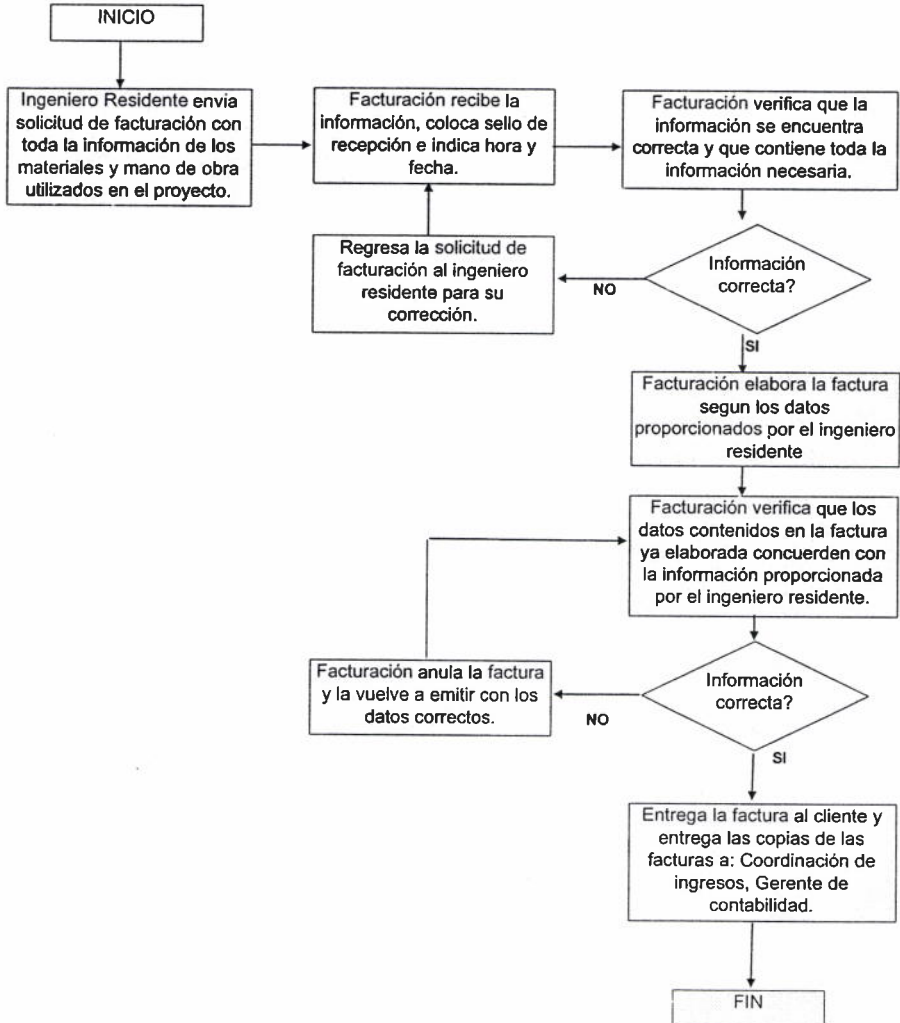 INICIO
Ingeniero Residente envia
solicitud de facturación con
toda la información de los
materiales y mano de obra
utilizados en el proyecto.
Facturación recibe la
información, coloca sello de
recepción e indica hora y
fecha.
Facturación verifica que la
información se encuentra
correcta y que contiene toda la
información necesaria.
Regresa la solicitud de
facturación al ingeniero
residente para su
corrección.
NO
Información
correcta?
SI
Facturación elabora la factura
segun los datos
proporcionados por el ingeniero
residente
Facturación verifica que los
datos contenidos en la factura
ya elaborada concuerden con
la información proporcionada
por el ingeniero residente.
Facturación anula la factura
y la vuelve a emitir con los
datos correctos.
NO
Información
correcta?
SI
Entrega la factura al cliente y
entrega las copias de las
facturas a: Coordinación de
ingresos, Gerente de
contabilidad.
FIN